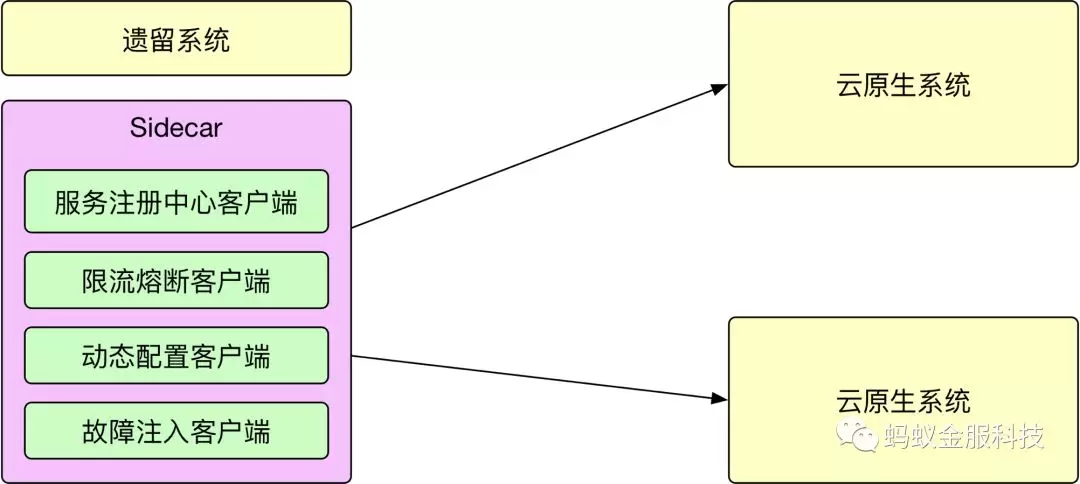 遗留系统
Sidecar
服务注册中心客户端
限流熔断客户端
动态配置客户端
故障注入客户端
云原生系统
云原生系统
蚂蚁金服科技